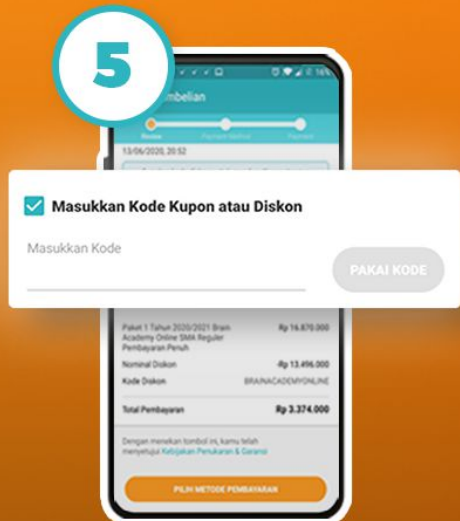 5
16%
mbelian
Review Payment Method Payment
13/06/2020, 20:52
Masukkan Kode Kupon atau Diskon
Masukkan Kode
PAKAI KODE
Paket 1 Tahun 2020/2021 Brain
Academy Online SMA Reguler
Pembayaran Penuh
Rp 16.870.000
Nominal Diskon -Rp 13.496.000
Kode Diskon BRAINACADEMYONLINE
Total Pembayaran Rp 3.374.000
Dengan menekan tombol ini, kamu telah
menyetujui Kebijakan Penukaran & Garansi
PILIH METODE PEMBAYARAN